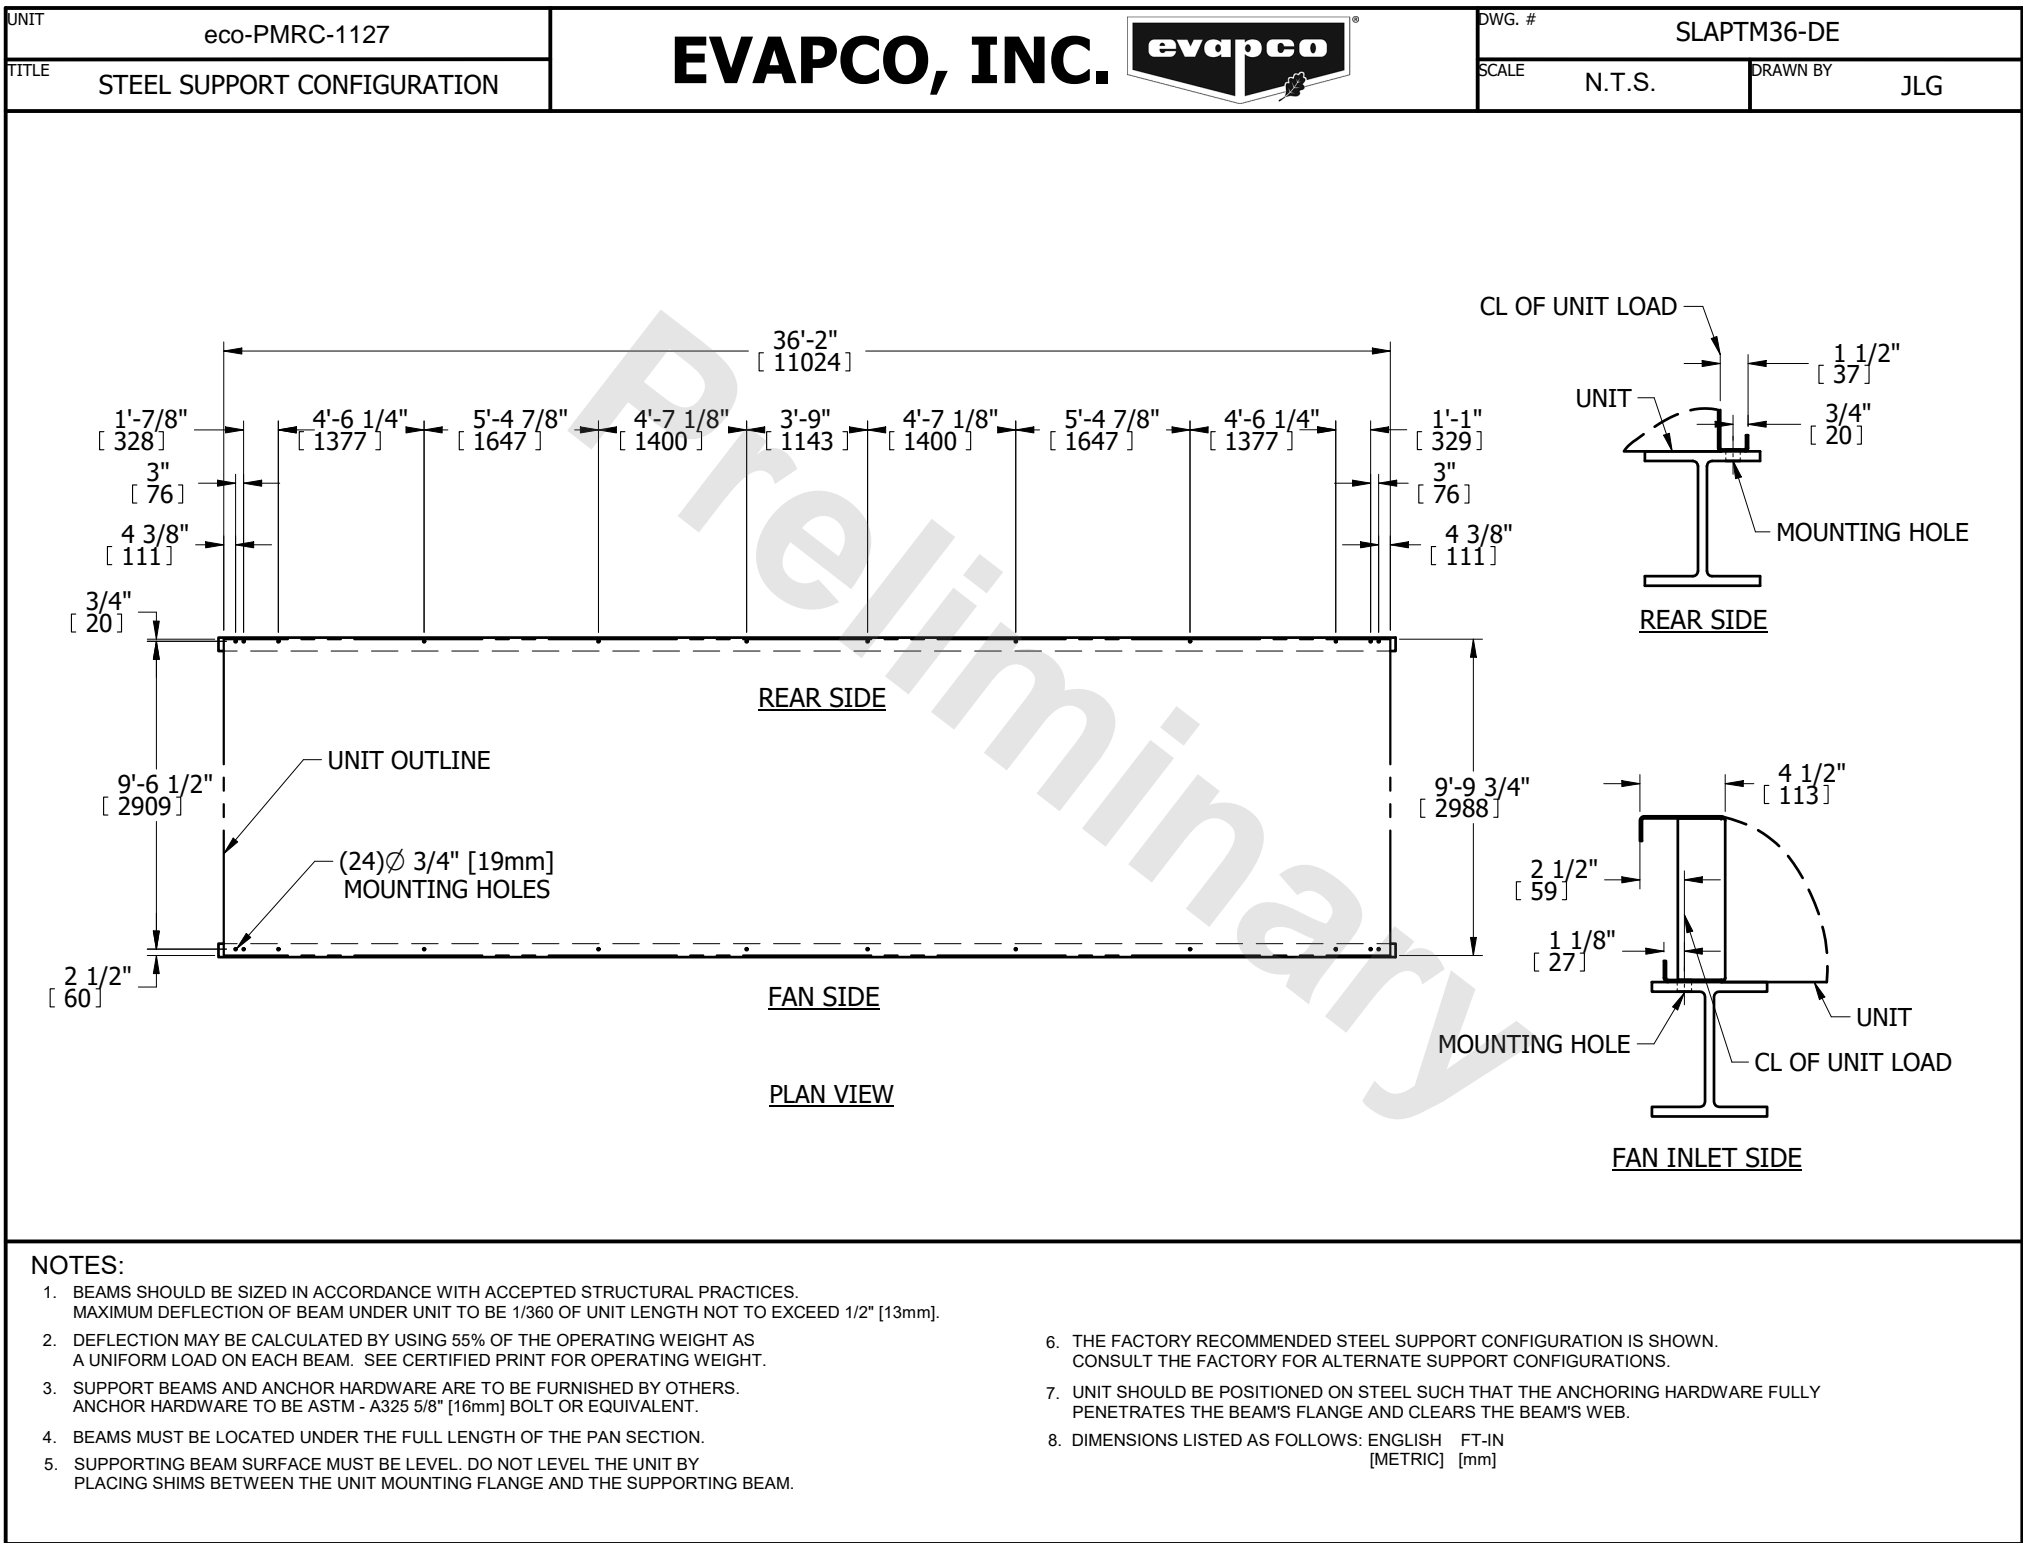 UNIT
eco-PMRC-1127
TITLE
STEEL SUPPORT CONFIGURATION
EVAPCO, INC.
evapco
®
DWG. #
SLAPTM36-DE
SCALE
N.T.S.
DRAWN BY
JLG
36'-2"
[ 11024 ]
1'-7/8"
[ 328 ]
4'-6 1/4"
[ 1377 ]
5'-4 7/8"
[ 1647 ]
4'-7 1/8"
[ 1400 ]
3'-9"
[ 1143 ]
4'-7 1/8"
[ 1400 ]
5'-4 7/8"
[ 1647 ]
4'-6 1/4"
[ 1377 ]
1'-1"
[ 329 ]
3"
[ 76 ]
3"
[ 76 ]
4 3/8"
[ 111 ]
4 3/8"
[ 111 ]
3/4"
[ 20 ]
REAR SIDE
UNIT OUTLINE
9'-6 1/2"
[ 2909 ]
9'-9 3/4"
[ 2988 ]
(24)∅ 3/4" [19mm]
MOUNTING HOLES
2 1/2"
[ 60 ]
FAN SIDE
PLAN VIEW
Preliminary
CL OF UNIT LOAD
1 1/2"
[ 37 ]
UNIT
3/4"
[ 20 ]
MOUNTING HOLE
REAR SIDE
4 1/2"
[ 113 ]
2 1/2"
[ 59 ]
1 1/8"
[ 27 ]
UNIT
MOUNTING HOLE
CL OF UNIT LOAD
FAN INLET SIDE
NOTES:
1. BEAMS SHOULD BE SIZED IN ACCORDANCE WITH ACCEPTED STRUCTURAL PRACTICES.
MAXIMUM DEFLECTION OF BEAM UNDER UNIT TO BE 1/360 OF UNIT LENGTH NOT TO EXCEED 1/2" [13mm].
2. DEFLECTION MAY BE CALCULATED BY USING 55% OF THE OPERATING WEIGHT AS
A UNIFORM LOAD ON EACH BEAM. SEE CERTIFIED PRINT FOR OPERATING WEIGHT.
3. SUPPORT BEAMS AND ANCHOR HARDWARE ARE TO BE FURNISHED BY OTHERS.
ANCHOR HARDWARE TO BE ASTM - A325 5/8" [16mm] BOLT OR EQUIVALENT.
4. BEAMS MUST BE LOCATED UNDER THE FULL LENGTH OF THE PAN SECTION.
5. SUPPORTING BEAM SURFACE MUST BE LEVEL. DO NOT LEVEL THE UNIT BY
PLACING SHIMS BETWEEN THE UNIT MOUNTING FLANGE AND THE SUPPORTING BEAM.
6. THE FACTORY RECOMMENDED STEEL SUPPORT CONFIGURATION IS SHOWN.
CONSULT THE FACTORY FOR ALTERNATE SUPPORT CONFIGURATIONS.
7. UNIT SHOULD BE POSITIONED ON STEEL SUCH THAT THE ANCHORING HARDWARE FULLY
PENETRATES THE BEAM'S FLANGE AND CLEARS THE BEAM'S WEB.
8. DIMENSIONS LISTED AS FOLLOWS: ENGLISH FT-IN
[METRIC] [mm]